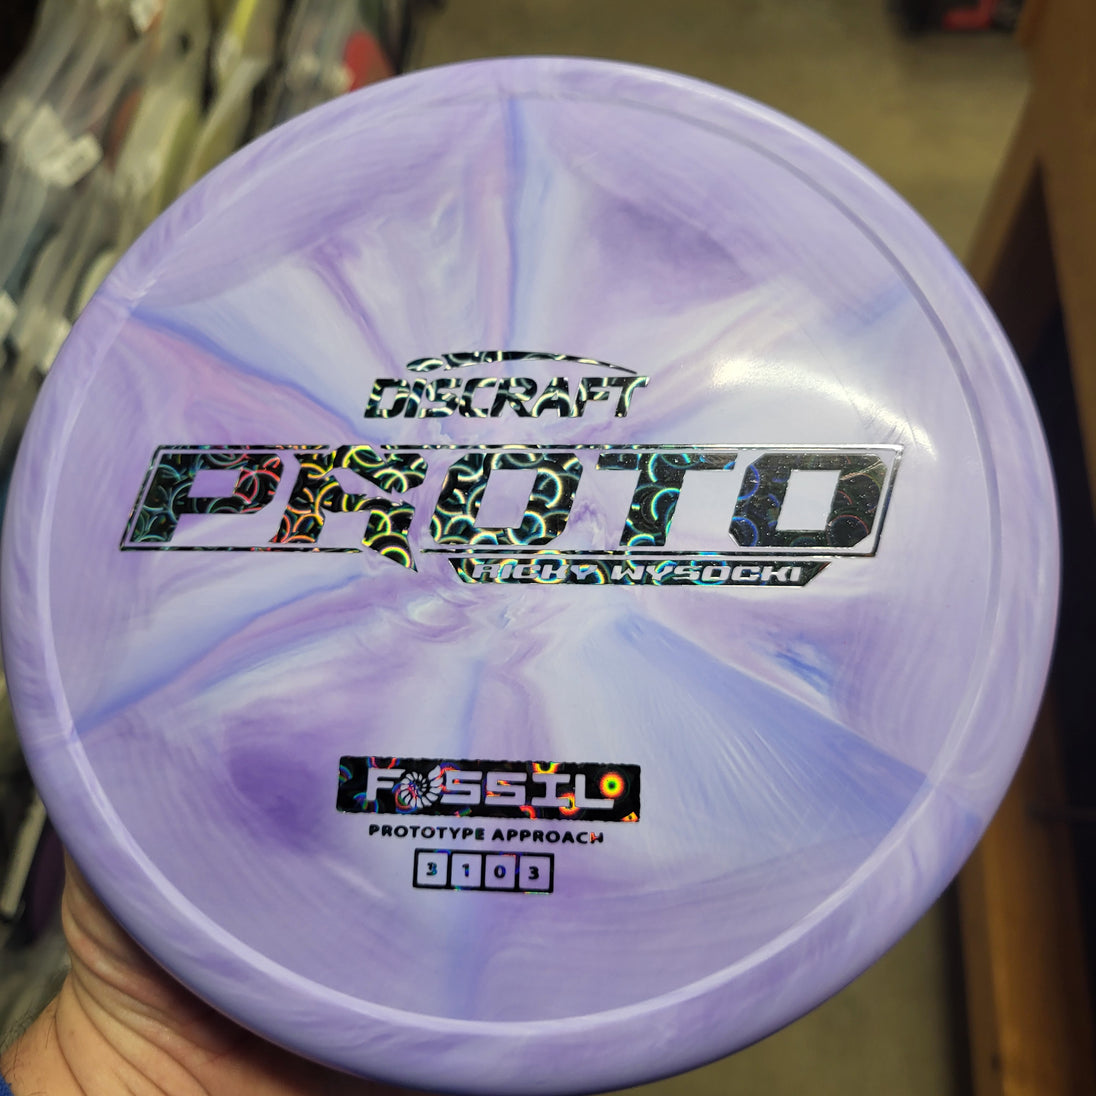 DISCRAFT
PROTO
RICKY WYSOCKI
FOSSIL
PROTOTYPE APPROACH
3 1 0 3